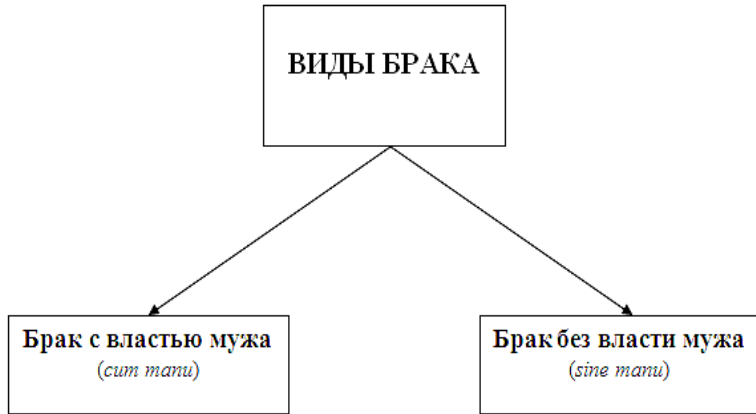 ВИДЫ БРАКА
Брак с властью мужа
(cum manu)
Брак без власти мужа
(sine manu)